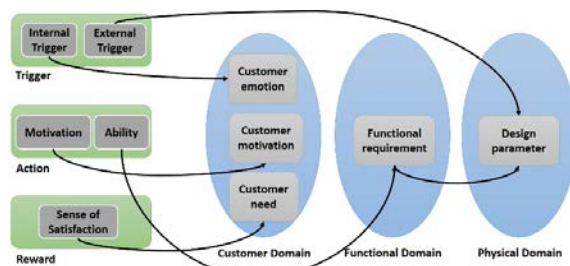 Internal
Trigger
External
Trigger
Trigger
Customer
emotion
Motivation
Ability
Action
Customer
motivation
Functional
requirement
Design
parameter
Customer
need
Sense of
Satisfaction
Reward
Customer Domain
Functional Domain
Physical Domain